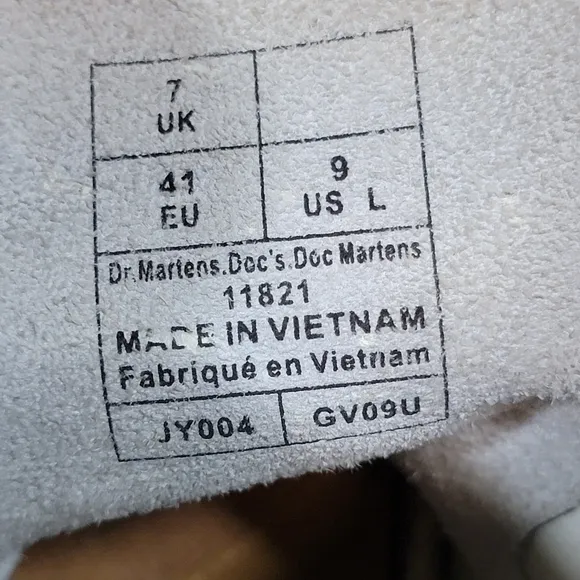 7
UK
41
EU
9
US L
Dr.Martens.Doc's.Doc Martens
11821
MADE IN VIETNAM
Fabriqué en Vietnam
JY004
GV09U